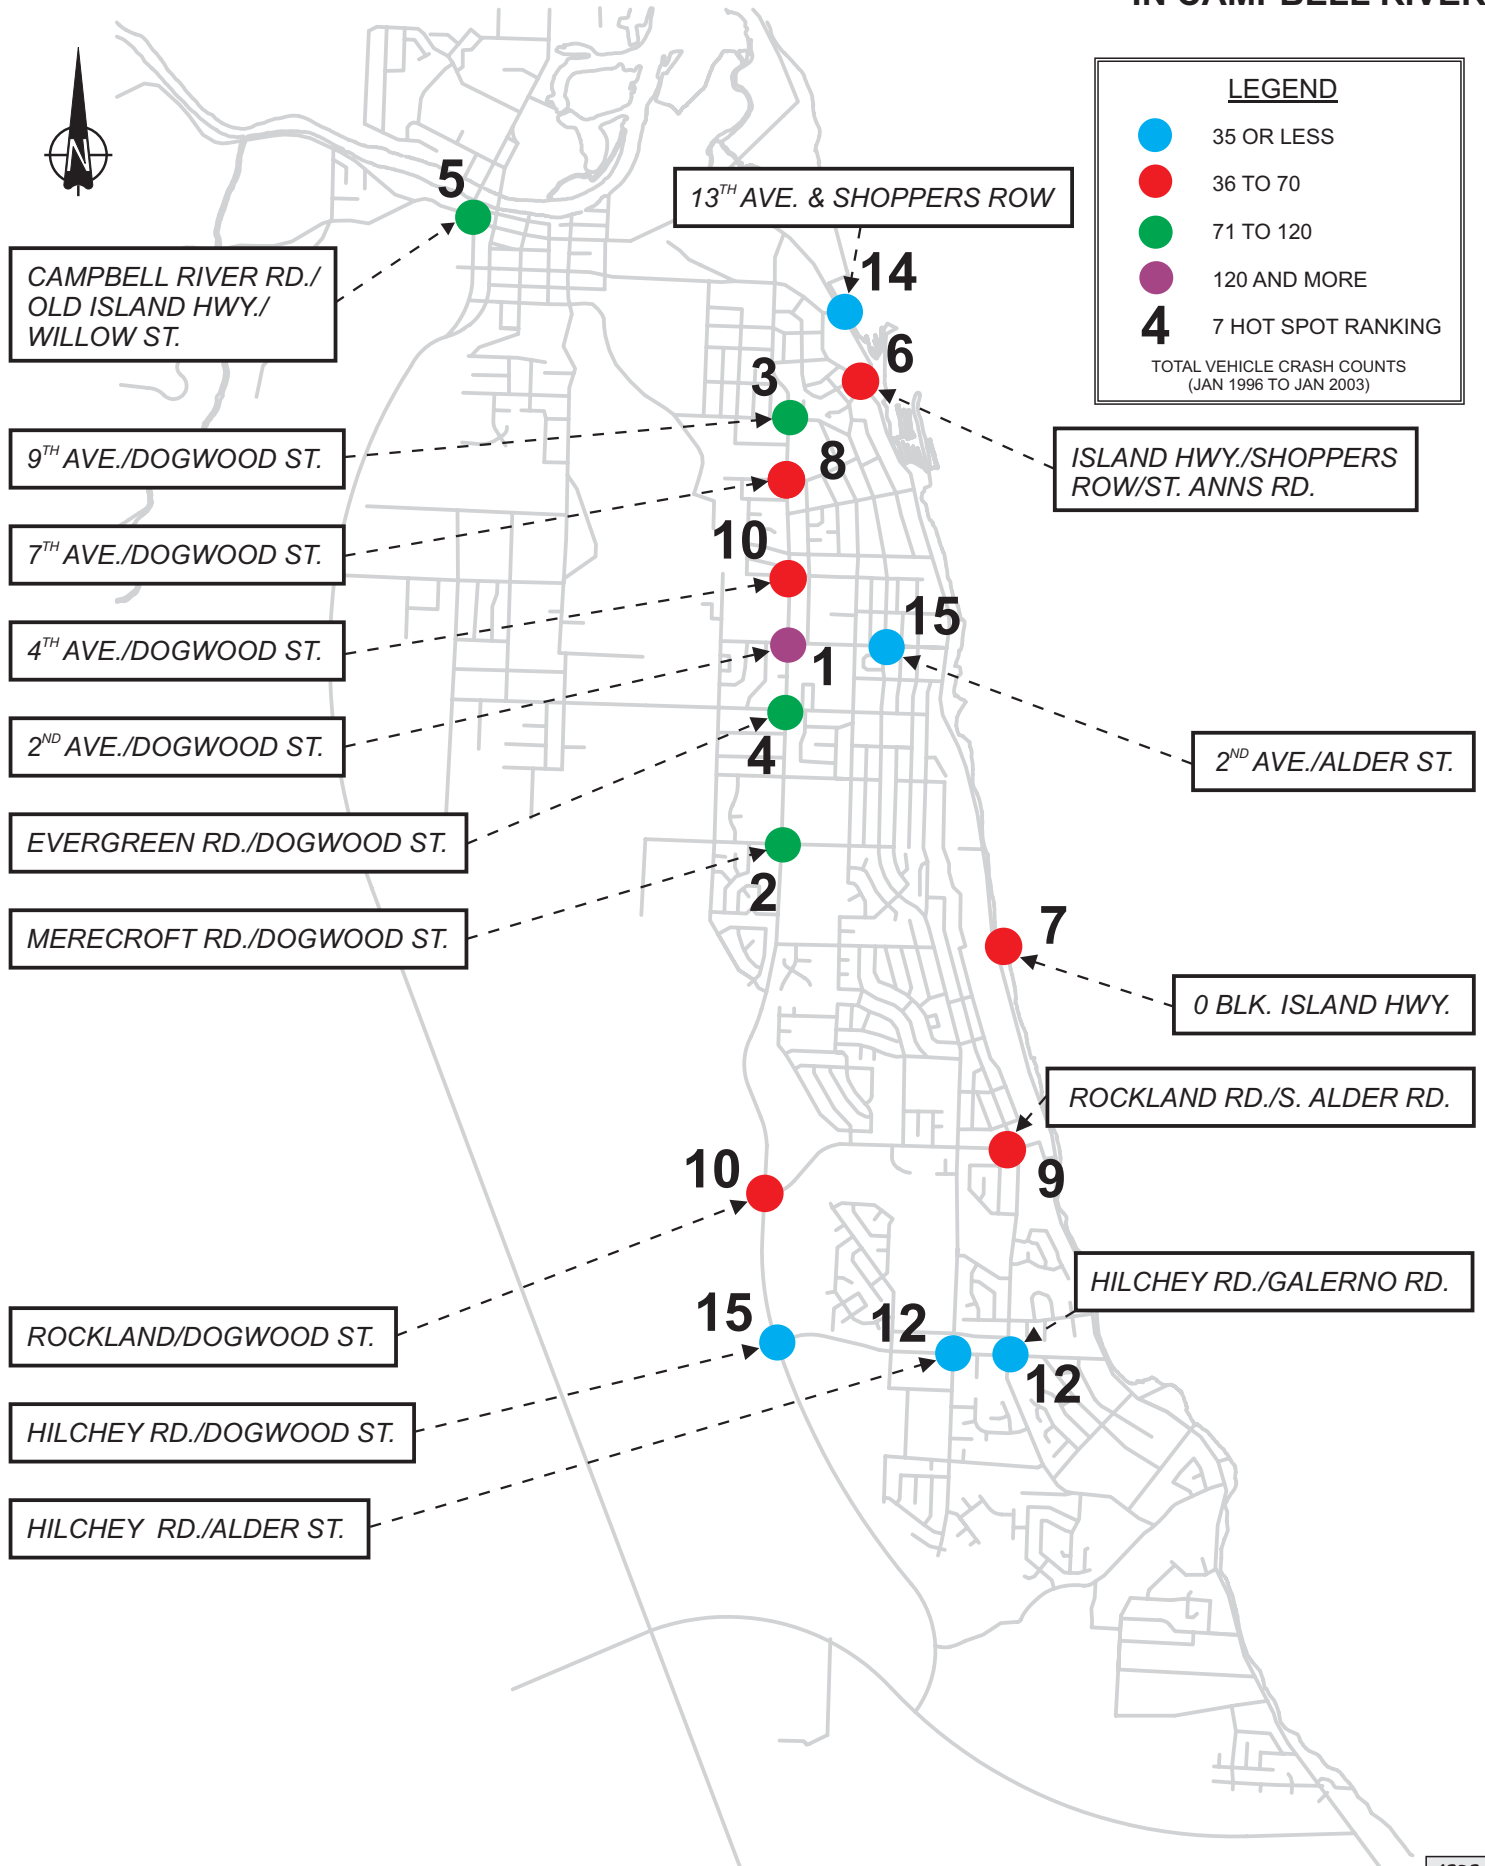 LEGEND
35 OR LESS
36 TO 70
71 TO 120
120 AND MORE
4 7 HOT SPOT RANKING
TOTAL VEHICLE CRASH COUNTS
(JAN 1996 TO JAN 2003)
N
5
13TH AVE. & SHOPPERS ROW
CAMPBELL RIVER RD./
OLD ISLAND HWY./
WILLOW ST.
14
6
3
9TH AVE./DOGWOOD ST.
8
ISLAND HWY./SHOPPERS
ROW/ST. ANNS RD.
7TH AVE./DOGWOOD ST.
10
4TH AVE./DOGWOOD ST.
15
1
2ND AVE./DOGWOOD ST.
4
2ND AVE./ALDER ST.
EVERGREEN RD./DOGWOOD ST.
2
MERECROFT RD./DOGWOOD ST.
7
0 BLK. ISLAND HWY.
ROCKLAND RD./S. ALDER RD.
10
9
HILCHEY RD./GALERNO RD.
ROCKLAND/DOGWOOD ST.
15
12
12
HILCHEY RD./DOGWOOD ST.
HILCHEY RD./ALDER ST.